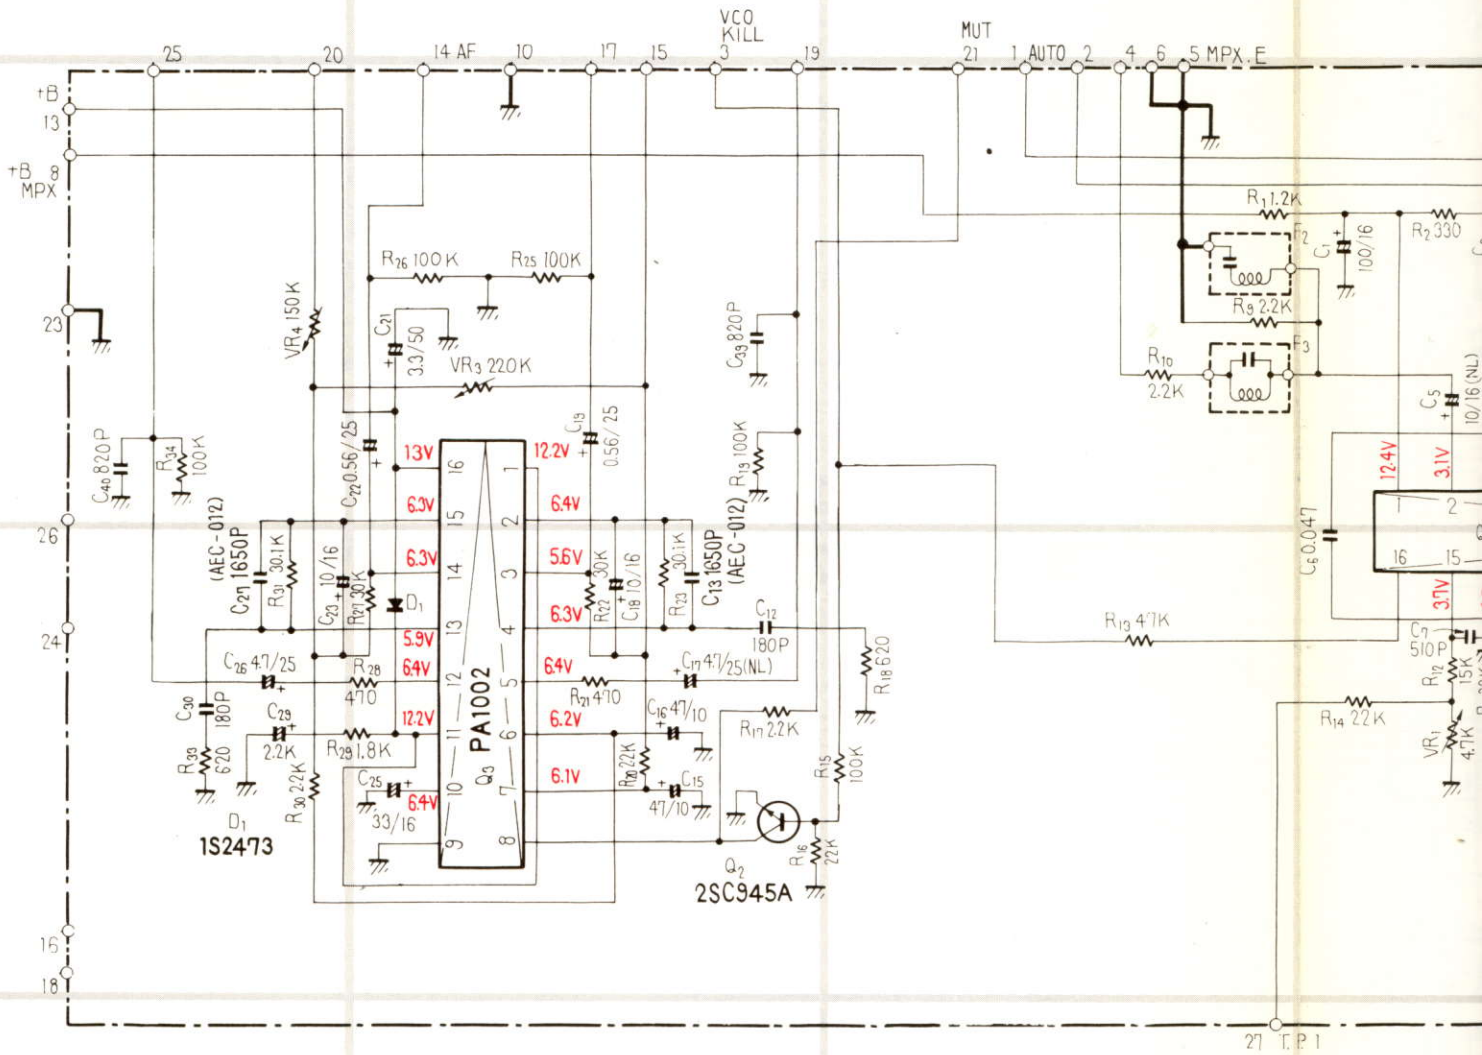 VCO
KILL
MUT
25
20
14 AF
10
17
15
3
19
21
1 AUTO
2
4
6
5 MPX. E
+B
13
+B 8
MPX
23
26
24
16
18
VR4 150K
R26 100K
R25 100K
C21
3.3/50
VR3 220K
C39 820P
R19 100K
C40 820P
R34
100K
C22 0.56/25
C19
0.56/25
R1 1.2K
C1
100/16
R2 330
F2
R9 2.2K
F3
R10
2.2K
C5
10/16(NL)
13V
12.2V
6.3V
6.4V
6.3V
5.6V
5.9V
6.3V
6.4V
6.4V
12.2V
6.2V
6.4V
6.1V
16
15
14
13
12
11
10
9
1
2
3
4
5
6
7
8
PA1002
Q3
(AEC-012)
C27 1650P
R31 30.1K
C23 10/16
R27 30K
D1
R22 30K
C18 10/16
R23 30.1K
C13 1650P
(AEC-012)
C12
180P
C26 4.7/25
R28
470
C30
180P
C29
2.2K
R29 1.8K
R33
620
R30 2.2K
C25
33/16
R21 470
C17 4.7/25(NL)
C16 47/10
R20 22K
C15
47/10
R18 620
R17 2.2K
R15
100K
R16
22K
D1
1S2473
Q2
2SC945A
C6 0.047
12.4V
3.1V
1
2
16
15
3.7V
R13 47K
C7
510P
R12
15K
R14 22K
VR1
4.7K
27 T.P 1